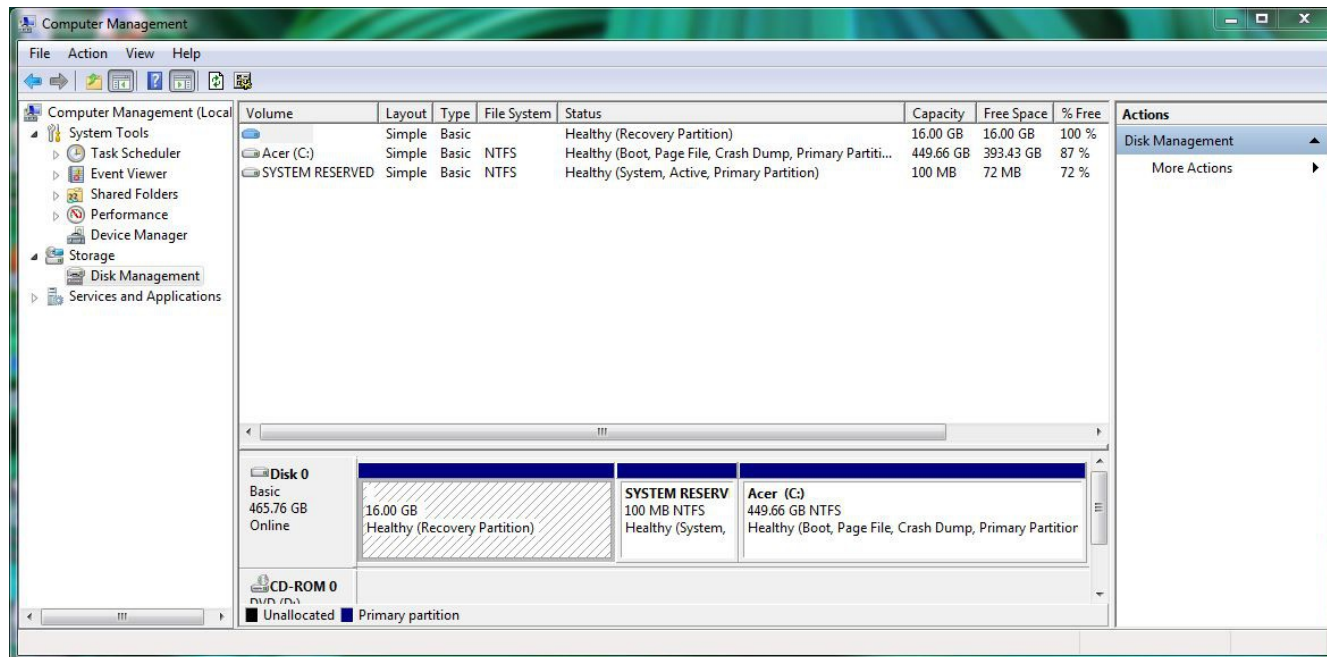 Computer Management
File Action View Help
Computer Management (Local
System Tools
Task Scheduler
Event Viewer
Shared Folders
Performance
Device Manager
Storage
Disk Management
Services and Applications
Volume Layout Type File System Status Capacity Free Space % Free
Simple Basic Healthy (Recovery Partition) 16.00 GB 16.00 GB 100 %
Acer (C:) Simple Basic NTFS Healthy (Boot, Page File, Crash Dump, Primary Partiti... 449.66 GB 393.43 GB 87 %
SYSTEM RESERVED Simple Basic NTFS Healthy (System, Active, Primary Partition) 100 MB 72 MB 72 %
Actions
Disk Management
More Actions
Disk 0
Basic
465.76 GB
Online
16.00 GB
Healthy (Recovery Partition)
SYSTEM RESERV
100 MB NTFS
Healthy (System,
Acer (C:)
449.66 GB NTFS
Healthy (Boot, Page File, Crash Dump, Primary Partition
CD-ROM 0
DVD (D:)
Unallocated Primary partition